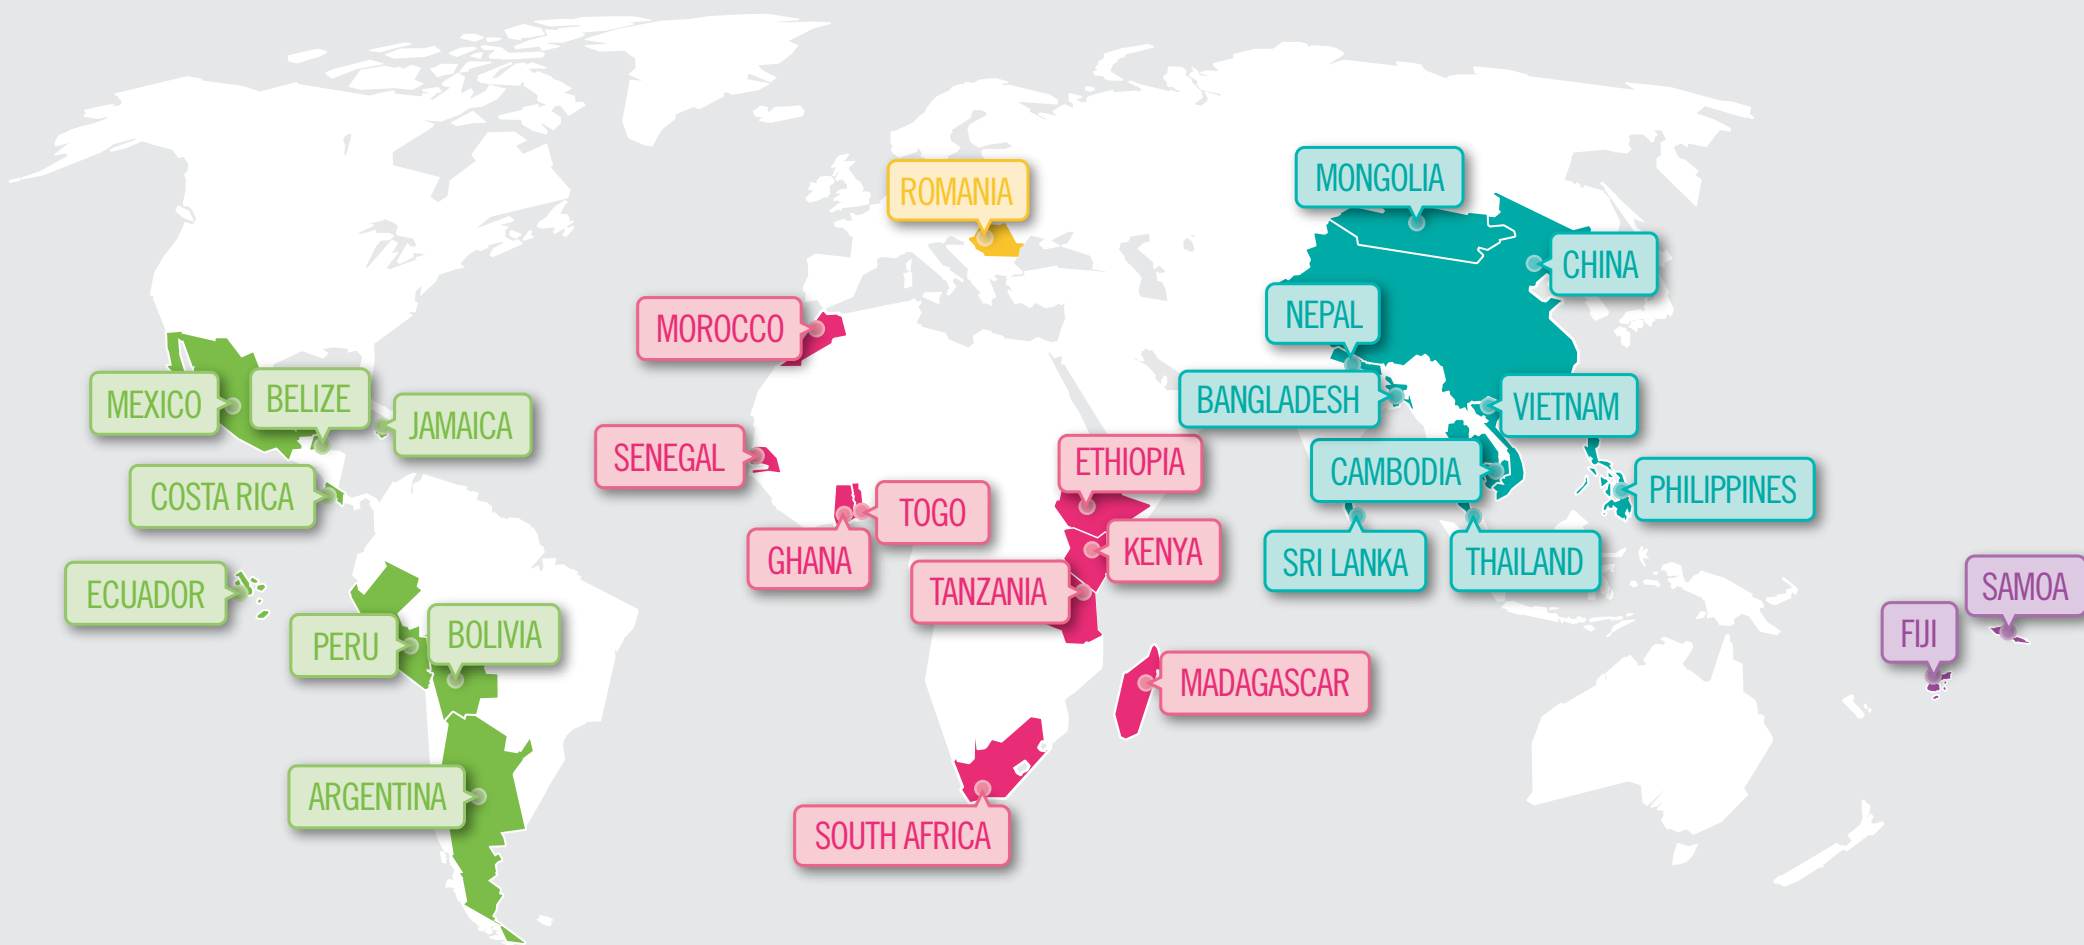 ROMANIA
MONGOLIA
CHINA
NEPAL
MOROCCO
BANGLADESH
VIETNAM
MEXICO
BELIZE
JAMAICA
SENEGAL
ETHIOPIA
CAMBODIA
PHILIPPINES
COSTA RICA
TOGO
GHANA
KENYA
SRI LANKA
THAILAND
ECUADOR
TANZANIA
SAMOA
FIJI
PERU
BOLIVIA
MADAGASCAR
ARGENTINA
SOUTH AFRICA